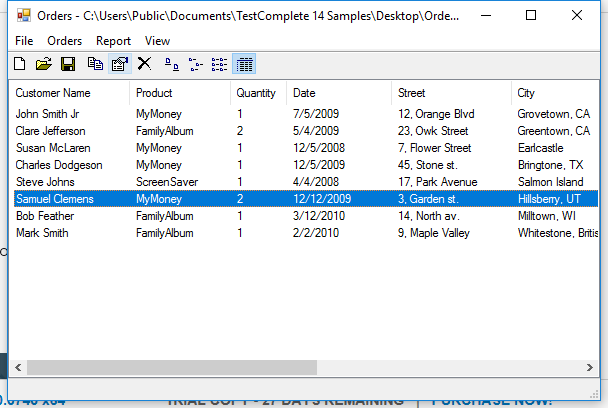 Orders - C:\Users\Public\Documents\TestComplete 14 Samples\Desktop\Orde...
File Orders Report View
Customer Name Product Quantity Date Street City
John Smith Jr MyMoney 1 7/5/2009 12, Orange Blvd Grovetown, CA
Clare Jefferson FamilyAlbum 2 5/4/2009 23, Owk Street Greentown, CA
Susan McLaren MyMoney 1 12/5/2008 7, Flower Street Earlcastle
Charles Dodgeson MyMoney 1 12/5/2009 45, Stone st. Bringtone, TX
Steve Johns ScreenSaver 1 4/4/2008 17, Park Avenue Salmon Island
Samuel Clemens MyMoney 2 12/12/2009 3, Garden st. Hillsberry, UT
Bob Feather FamilyAlbum 1 3/12/2010 14, North av. Milltown, WI
Mark Smith FamilyAlbum 1 2/2/2010 9, Maple Valley Whitestone, Britis
TRIAL COPY - 27 DAYS REMAINING | PURCHASE NOW!